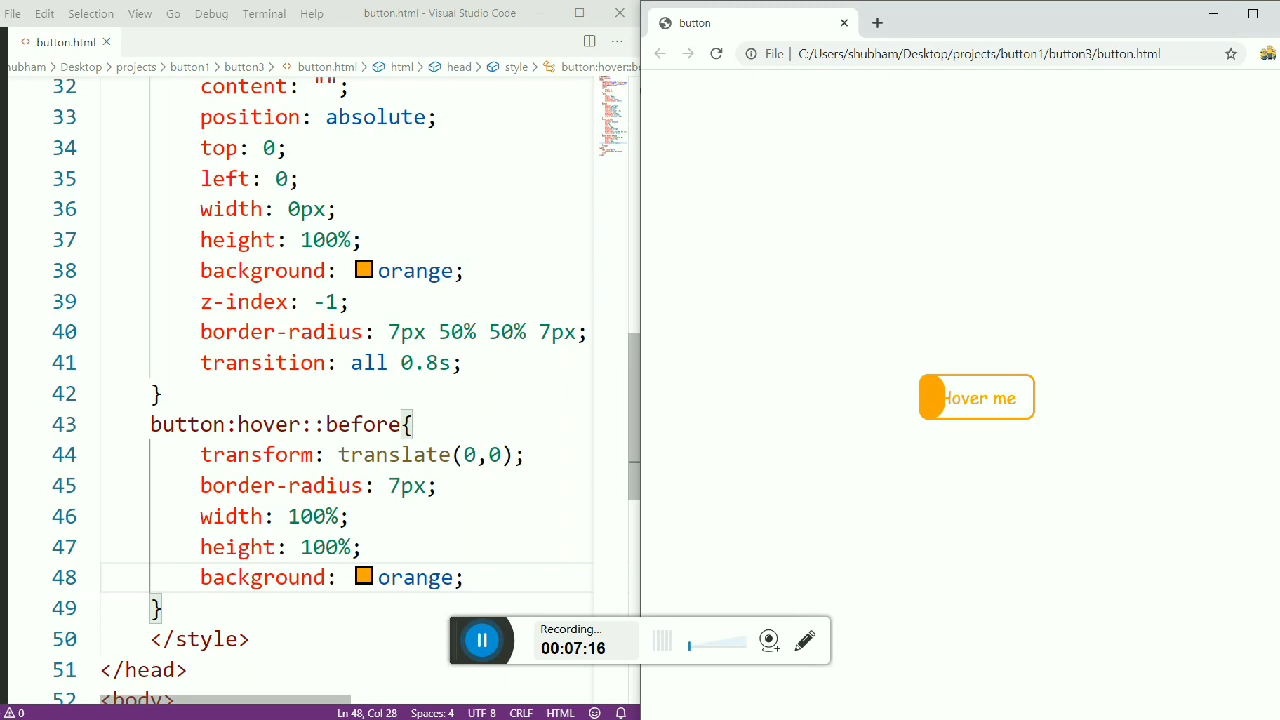 File Edit Selection View Go Debug Terminal Help button.html - Visual Studio Code
button.html
hubham > Desktop > projects > button1 > button3 > button.html > html > head > style > button:hover::be
32 content: "";
33 position: absolute;
34 top: 0;
35 left: 0;
36 width: 0px;
37 height: 100%;
38 background: orange;
39 z-index: -1;
40 border-radius: 7px 50% 50% 7px;
41 transition: all 0.8s;
42 }
43 button:hover::before{
44 transform: translate(0,0);
45 border-radius: 7px;
46 width: 100%;
47 height: 100%;
48 background: orange;
49 }
50 </style>
51 </head>
52 <body>
0 Ln 48, Col 28 Spaces: 4 UTF 8 CRLF HTML
button
File C:/Users/shubham/Desktop/projects/button1/button3/button.html
Hover me
Recording...
00:07:16